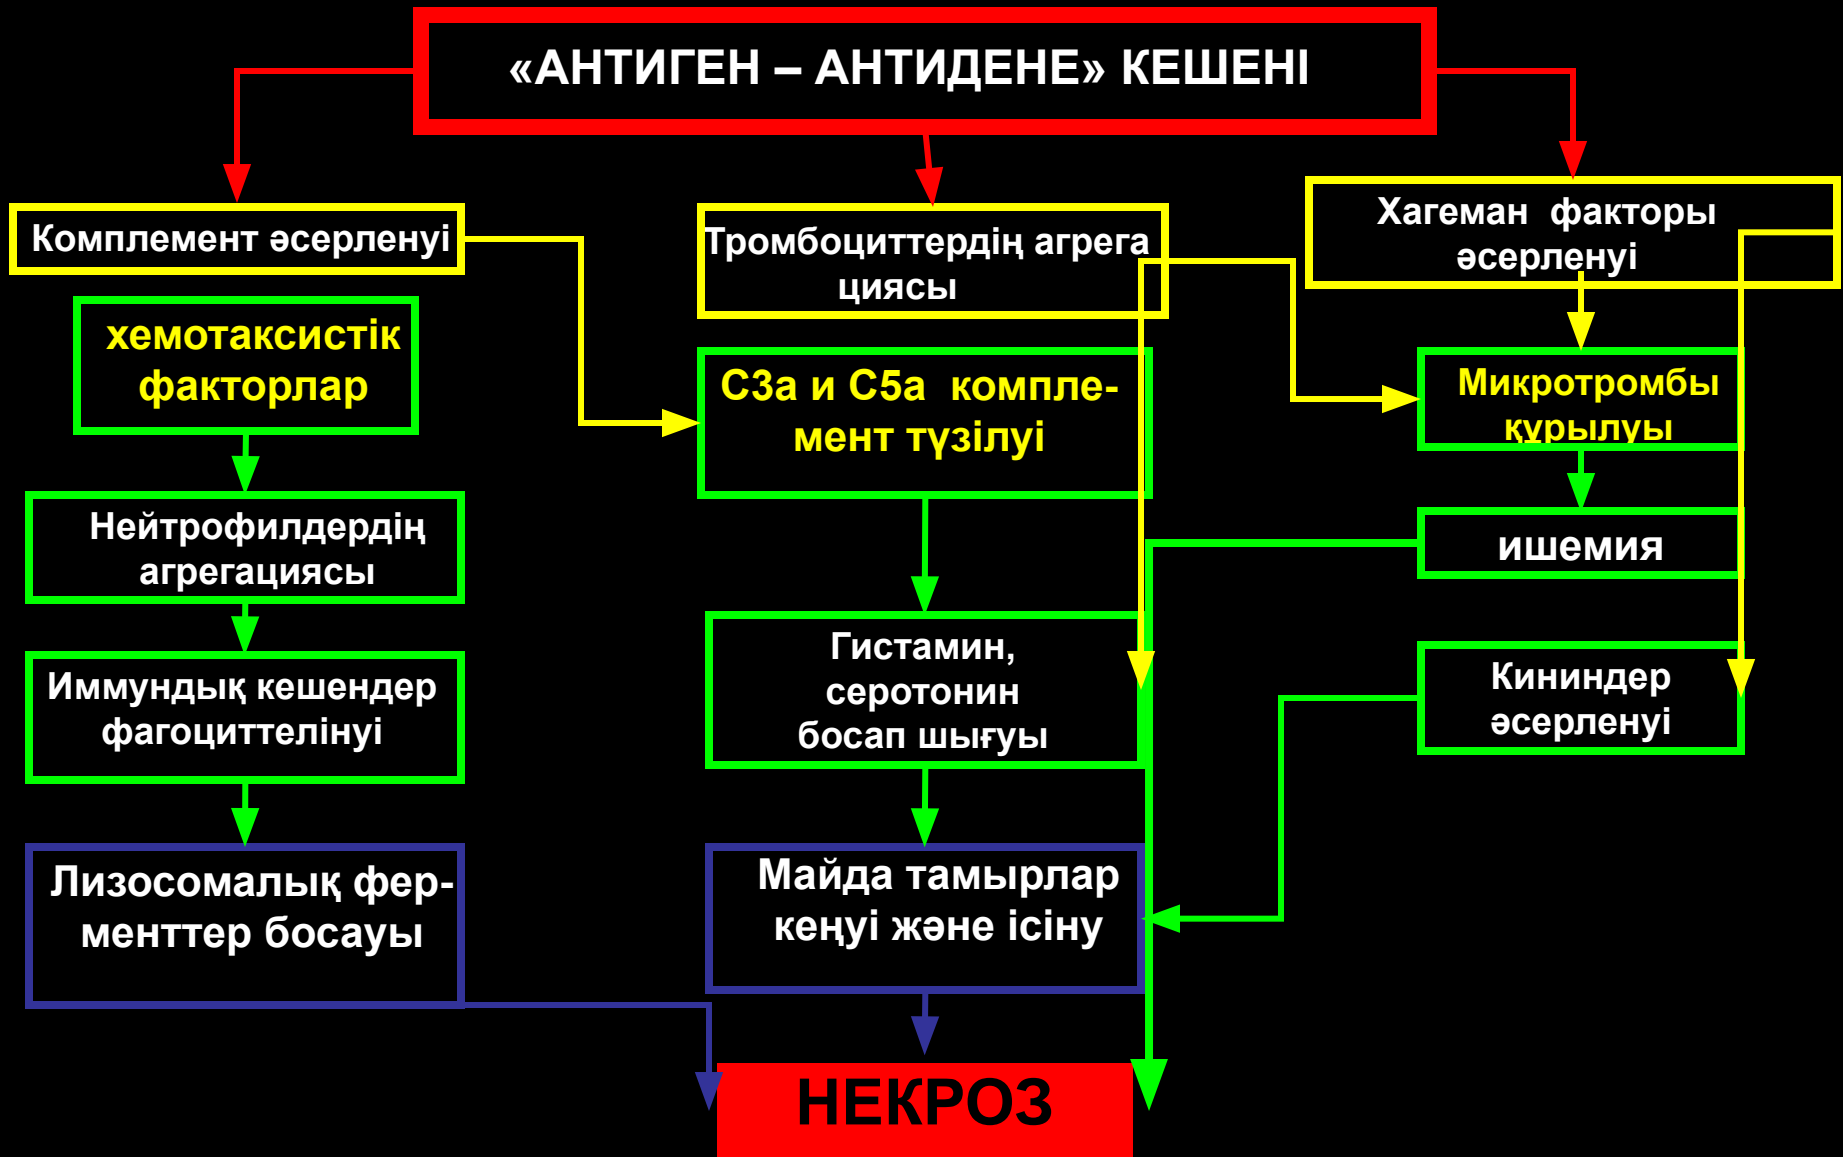 «АНТИГЕН – АНТИДЕНЕ» КЕШЕНІ
Комплемент әсерленуі
Тромбоциттердің агрега
циясы
Хагеман факторы
әсерленуі
хемотаксистік
факторлар
С3а и С5а компле-
мент түзілуі
Микротромбы
құрылуы
Нейтрофилдердің
агрегациясы
ишемия
Иммундық кешендер
фагоциттелінуі
Гистамин,
серотонин
босап шығуы
Кининдер
әсерленуі
Лизосомалық фер-
менттер босауы
Майда тамырлар
кеңуі және ісіну
НЕКРОЗ